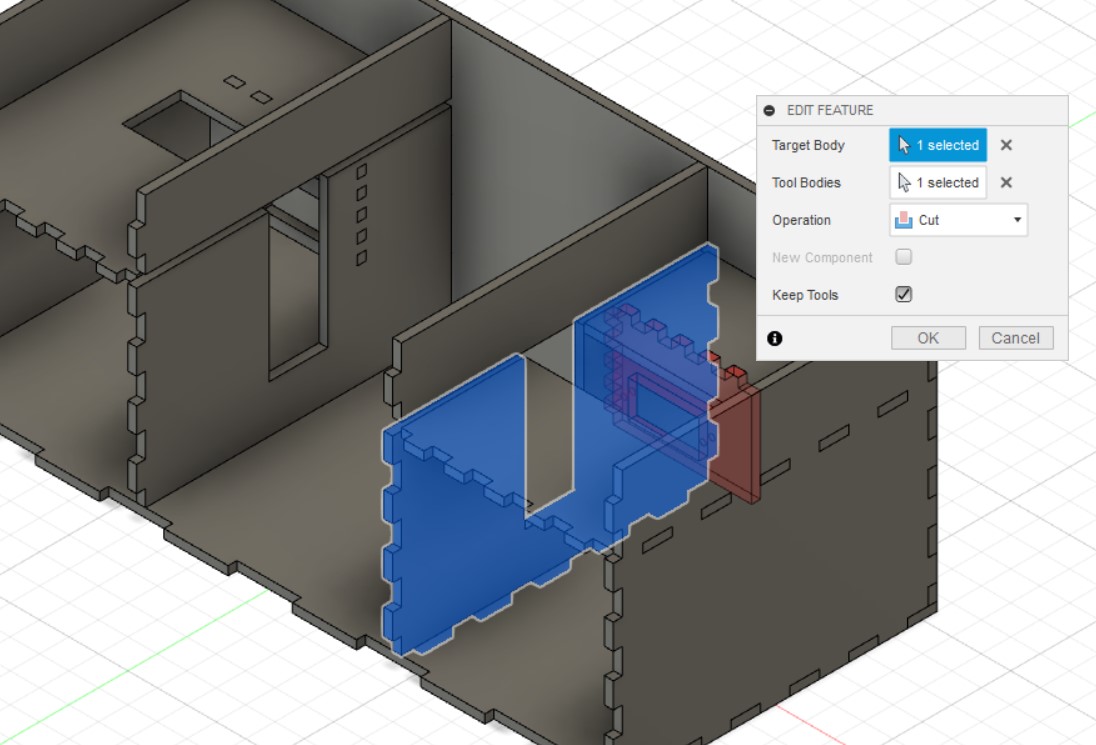 EDIT FEATURE
Target Body 1 selected
Tool Bodies 1 selected
Operation Cut
New Component
Keep Tools
OK Cancel